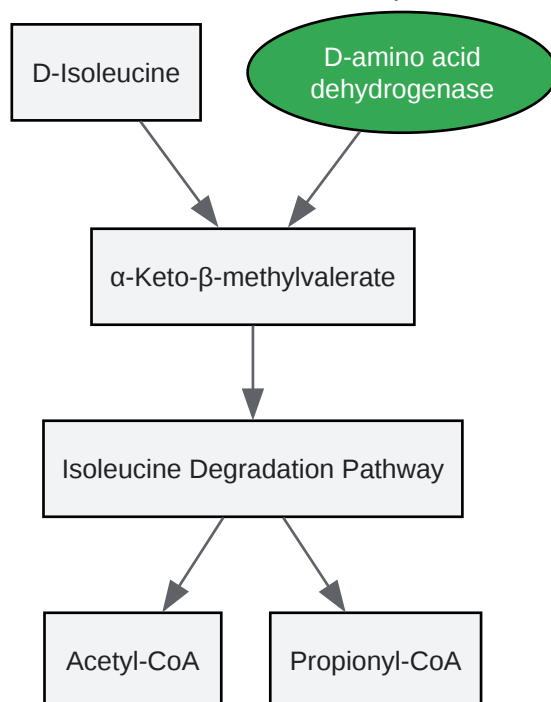 D-Isoleucine
D-amino acid
dehydrogenase
α-Keto-β-methylvalerate
Isoleucine Degradation Pathway
Acetyl-CoA
Propionyl-CoA